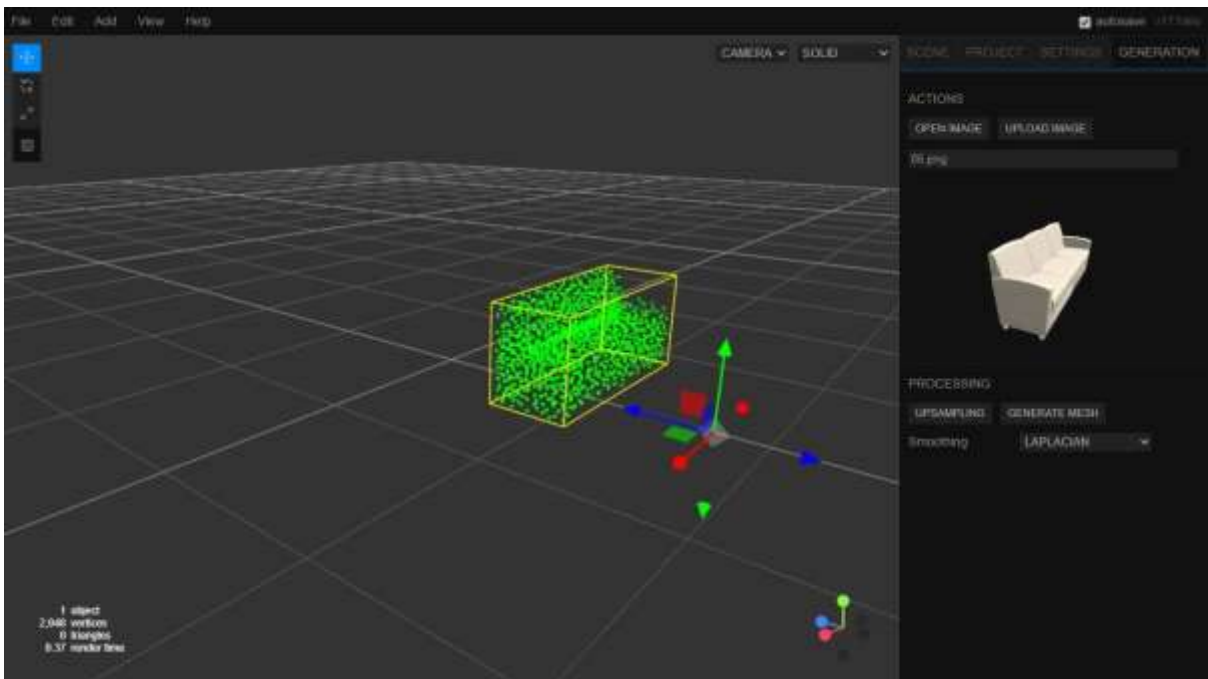 File Edit Add View Help
autosave
CAMERA SOLID
SCENE PROJECT SETTINGS GENERATION
ACTIONS
OPEN IMAGE UPLOAD IMAGE
PROCESSING
UPSAMPLING GENERATE MESH
Smoothing LAPLACIAN
1 object
2,048 vertices
0 triangles
0.37 render time